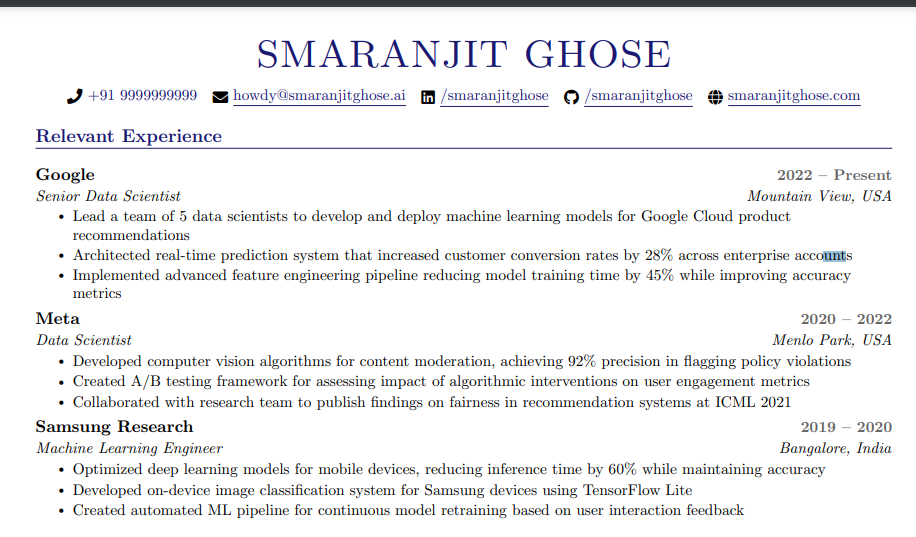 SMARANJIT GHOSE
+91 9999999999 howdy@smaranjitghose.ai /smaranjitghose /smaranjitghose smaranjitghose.com
Relevant Experience
Google 2022 – Present
Senior Data Scientist Mountain View, USA
• Lead a team of 5 data scientists to develop and deploy machine learning models for Google Cloud product
recommendations
• Architected real-time prediction system that increased customer conversion rates by 28% across enterprise accounts
• Implemented advanced feature engineering pipeline reducing model training time by 45% while improving accuracy
metrics
Meta 2020 – 2022
Data Scientist Menlo Park, USA
• Developed computer vision algorithms for content moderation, achieving 92% precision in flagging policy violations
• Created A/B testing framework for assessing impact of algorithmic interventions on user engagement metrics
• Collaborated with research team to publish findings on fairness in recommendation systems at ICML 2021
Samsung Research 2019 – 2020
Machine Learning Engineer Bangalore, India
• Optimized deep learning models for mobile devices, reducing inference time by 60% while maintaining accuracy
• Developed on-device image classification system for Samsung devices using TensorFlow Lite
• Created automated ML pipeline for continuous model retraining based on user interaction feedback